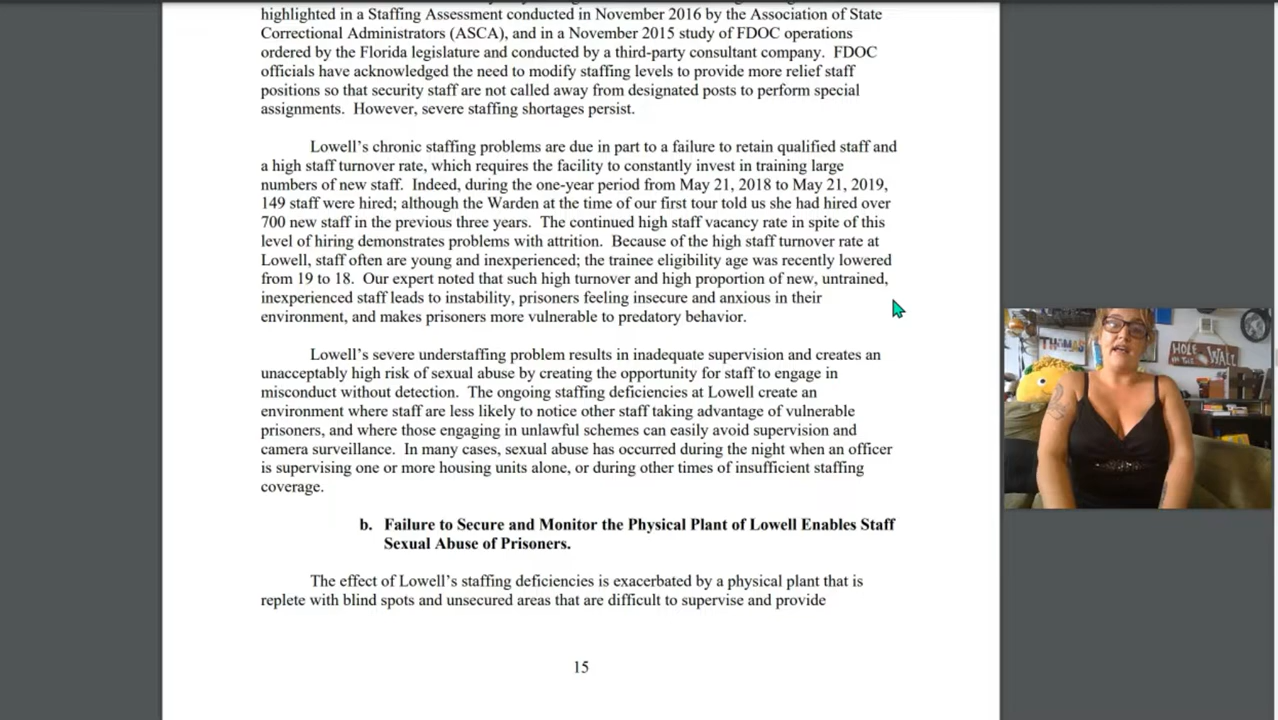 highlighted in a Staffing Assessment conducted in November 2016 by the Association of State
Correctional Administrators (ASCA), and in a November 2015 study of FDOC operations
ordered by the Florida legislature and conducted by a third-party consultant company.  FDOC
officials have acknowledged the need to modify staffing levels to provide more relief staff
positions so that security staff are not called away from designated posts to perform special
assignments.  However, severe staffing shortages persist.
Lowell's chronic staffing problems are due in part to a failure to retain qualified staff and
a high staff turnover rate, which requires the facility to constantly invest in training large
numbers of new staff.  Indeed, during the one-year period from May 21, 2018 to May 21, 2019,
149 staff were hired; although the Warden at the time of our first tour told us she had hired over
700 new staff in the previous three years.  The continued high staff vacancy rate in spite of this
level of hiring demonstrates problems with attrition.  Because of the high staff turnover rate at
Lowell, staff often are young and inexperienced; the trainee eligibility age was recently lowered
from 19 to 18.  Our expert noted that such high turnover and high proportion of new, untrained,
inexperienced staff leads to instability, prisoners feeling insecure and anxious in their
environment, and makes prisoners more vulnerable to predatory behavior.
Lowell's severe understaffing problem results in inadequate supervision and creates an
unacceptably high risk of sexual abuse by creating the opportunity for staff to engage in
misconduct without detection.  The ongoing staffing deficiencies at Lowell create an
environment where staff are less likely to notice other staff taking advantage of vulnerable
prisoners, and where those engaging in unlawful schemes can easily avoid supervision and
camera surveillance.  In many cases, sexual abuse has occurred during the night when an officer
is supervising one or more housing units alone, or during other times of insufficient staffing
coverage.
b. Failure to Secure and Monitor the Physical Plant of Lowell Enables Staff
Sexual Abuse of Prisoners.
The effect of Lowell's staffing deficiencies is exacerbated by a physical plant that is
replete with blind spots and unsecured areas that are difficult to supervise and provide
15
THOMAS
HOLE
IN THE WALL